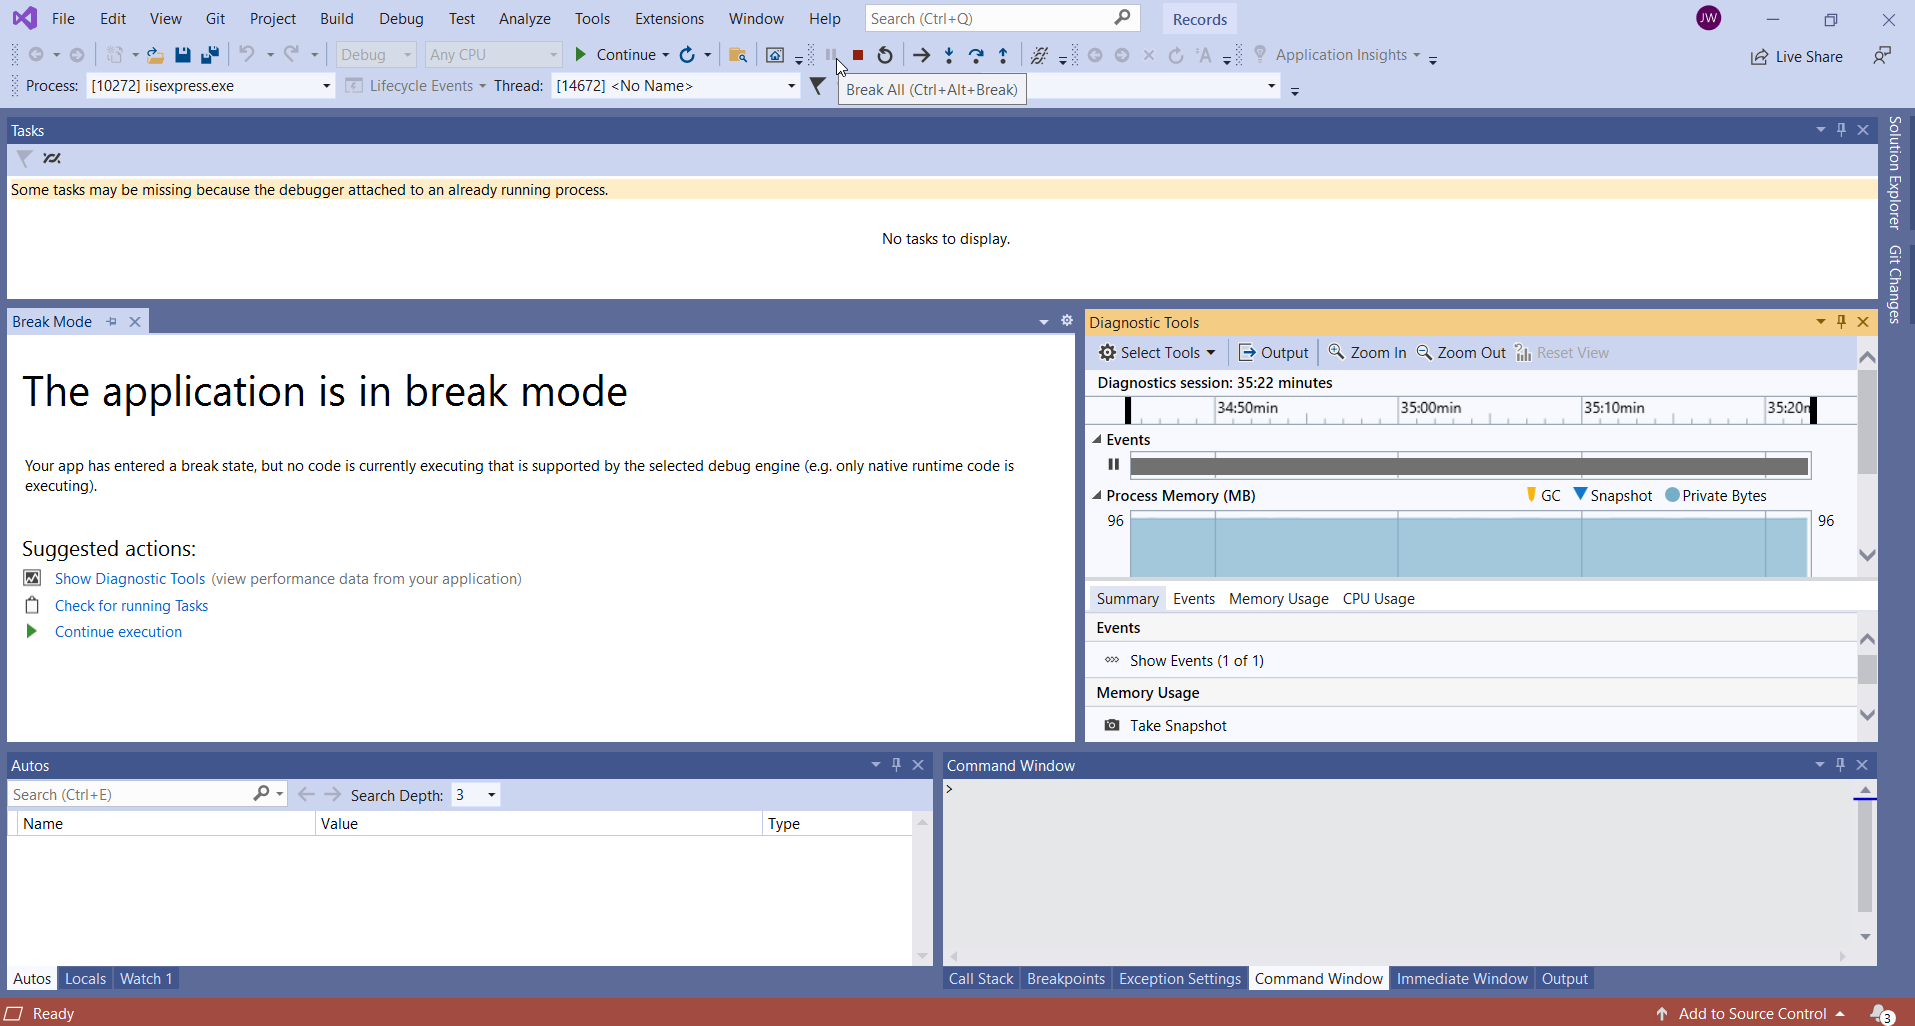 File Edit View Git Project Build Debug Test Analyze Tools Extensions Window Help Search (Ctrl+Q) Records JW
Debug Any CPU Continue Application Insights Live Share
Process: [10272] iisexpress.exe Lifecycle Events Thread: [14672] <No Name>
Break All (Ctrl+Alt+Break)
Tasks
Some tasks may be missing because the debugger attached to an already running process.
No tasks to display.
Solution Explorer
Git Changes
Break Mode
The application is in break mode
Your app has entered a break state, but no code is currently executing that is supported by the selected debug engine (e.g. only native runtime code is
executing).
Suggested actions:
Show Diagnostic Tools (view performance data from your application)
Check for running Tasks
Continue execution
Diagnostic Tools
Select Tools Output Zoom In Zoom Out Reset View
Diagnostics session: 35:22 minutes
34:50min 35:00min 35:10min 35:20
Events
Process Memory (MB) GC Snapshot Private Bytes
96 96
Summary Events Memory Usage CPU Usage
Events
Show Events (1 of 1)
Memory Usage
Take Snapshot
Autos
Search (Ctrl+E) Search Depth: 3
Name Value Type
Autos Locals Watch 1
Command Window
>
Call Stack Breakpoints Exception Settings Command Window Immediate Window Output
Ready Add to Source Control 3